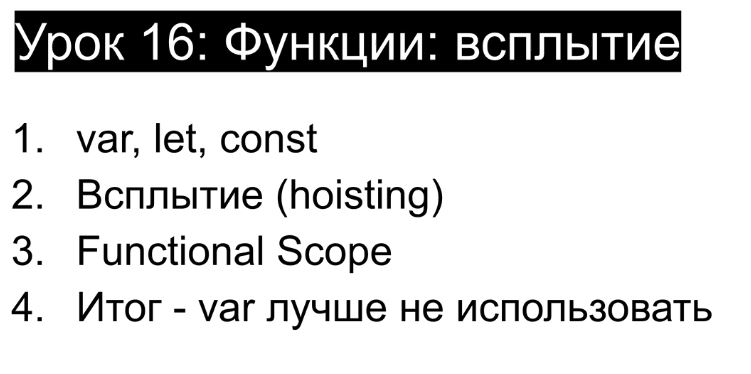 Урок 16: Функции: всплытие
1. var, let, const
2. Всплытие (hoisting)
3. Functional Scope
4. Итог - var лучше не использовать